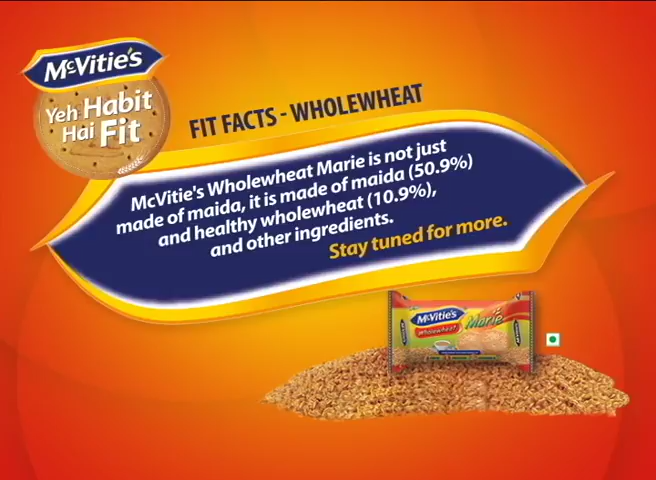 McVitie's
Yeh Habit
Hai Fit
FIT FACTS - WHOLEWHEAT
McVitie's Wholewheat Marie is not just
made of maida, it is made of maida (50.9%)
and healthy wholewheat (10.9%),
and other ingredients.
Stay tuned for more.
McVitie's
Wholewheat
Marie